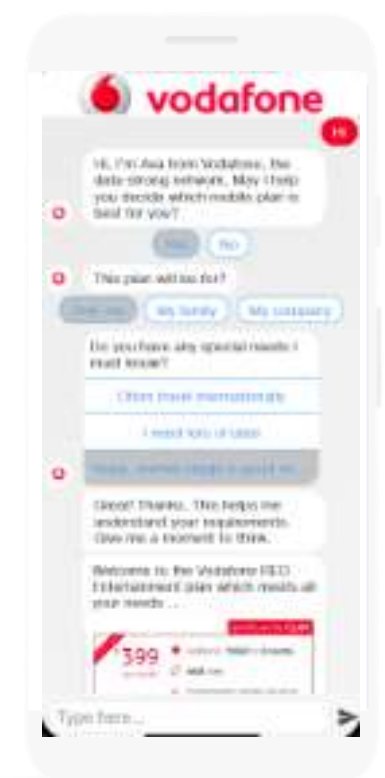 vodafone
Hi
Hi, I'm Ava from Vodafone, the
data-strong network. May I help
you decide which mobile plan is
best for you?
Yes
No
This plan will be for?
My family
My company
Do you have any special needs I
must know?
Often travel internationally
I need lots of data
Great! Thanks. This helps me
understand your requirements.
Give me a moment to think.
Welcome to the Vodafone RED
Entertainment plan which meets all
your needs ...
399
Type here...